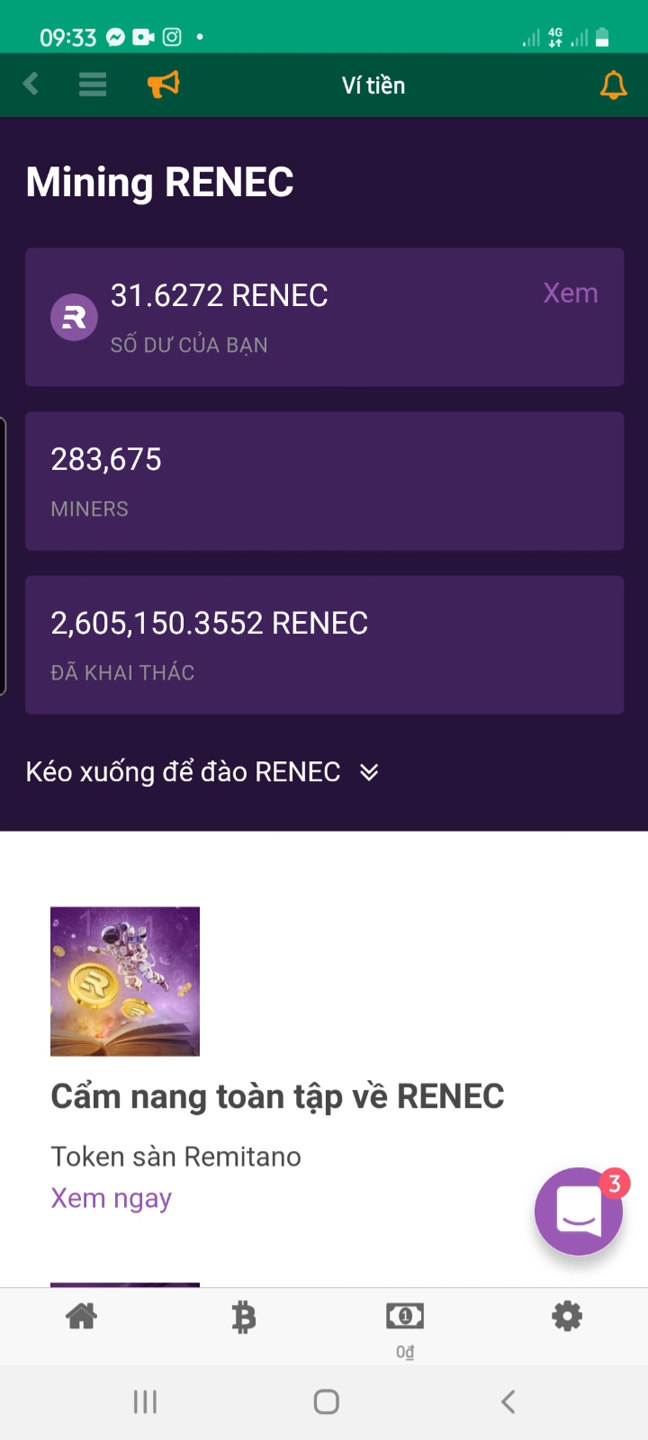 09:33
4G
Ví tiền
Mining RENEC
31.6272 RENEC
Xem
SỐ DƯ CỦA BẠN
283,675
MINERS
2,605,150.3552 RENEC
ĐÃ KHAI THÁC
Kéo xuống để đào RENEC
Cẩm nang toàn tập về RENEC
Token sàn Remitano
Xem ngay
3
0₫